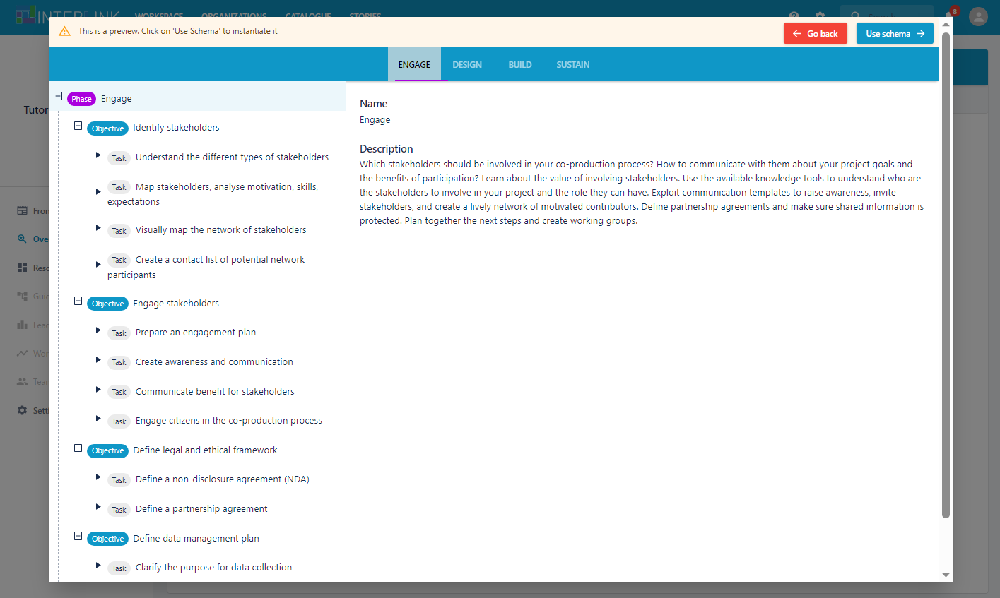 INTERLINK WORKSPACE ORGANIZATIONS CATALOGUE STORIES Search 8
This is a preview. Click on 'Use Schema' to instantiate it
Go back
Use schema
ENGAGE DESIGN BUILD SUSTAIN
Phase Engage
Objective Identify stakeholders
Task Understand the different types of stakeholders
Task Map stakeholders, analyse motivation, skills,
expectations
Task Visually map the network of stakeholders
Task Create a contact list of potential network
participants
Objective Engage stakeholders
Task Prepare an engagement plan
Task Create awareness and communication
Task Communicate benefit for stakeholders
Task Engage citizens in the co-production process
Objective Define legal and ethical framework
Task Define a non-disclosure agreement (NDA)
Task Define a partnership agreement
Objective Define data management plan
Task Clarify the purpose for data collection
Name
Engage
Description
Which stakeholders should be involved in your co-production process? How to communicate with them about your project goals and
the benefits of participation? Learn about the value of involving stakeholders. Use the available knowledge tools to understand who are
the stakeholders to involve in your project and the role they can have. Exploit communication templates to raise awareness, invite
stakeholders, and create a lively network of motivated contributors. Define partnership agreements and make sure shared information is
protected. Plan together the next steps and create working groups.
Tutor
Fron
Ove
Reso
Guid
Lead
Wor
Tean
Setti